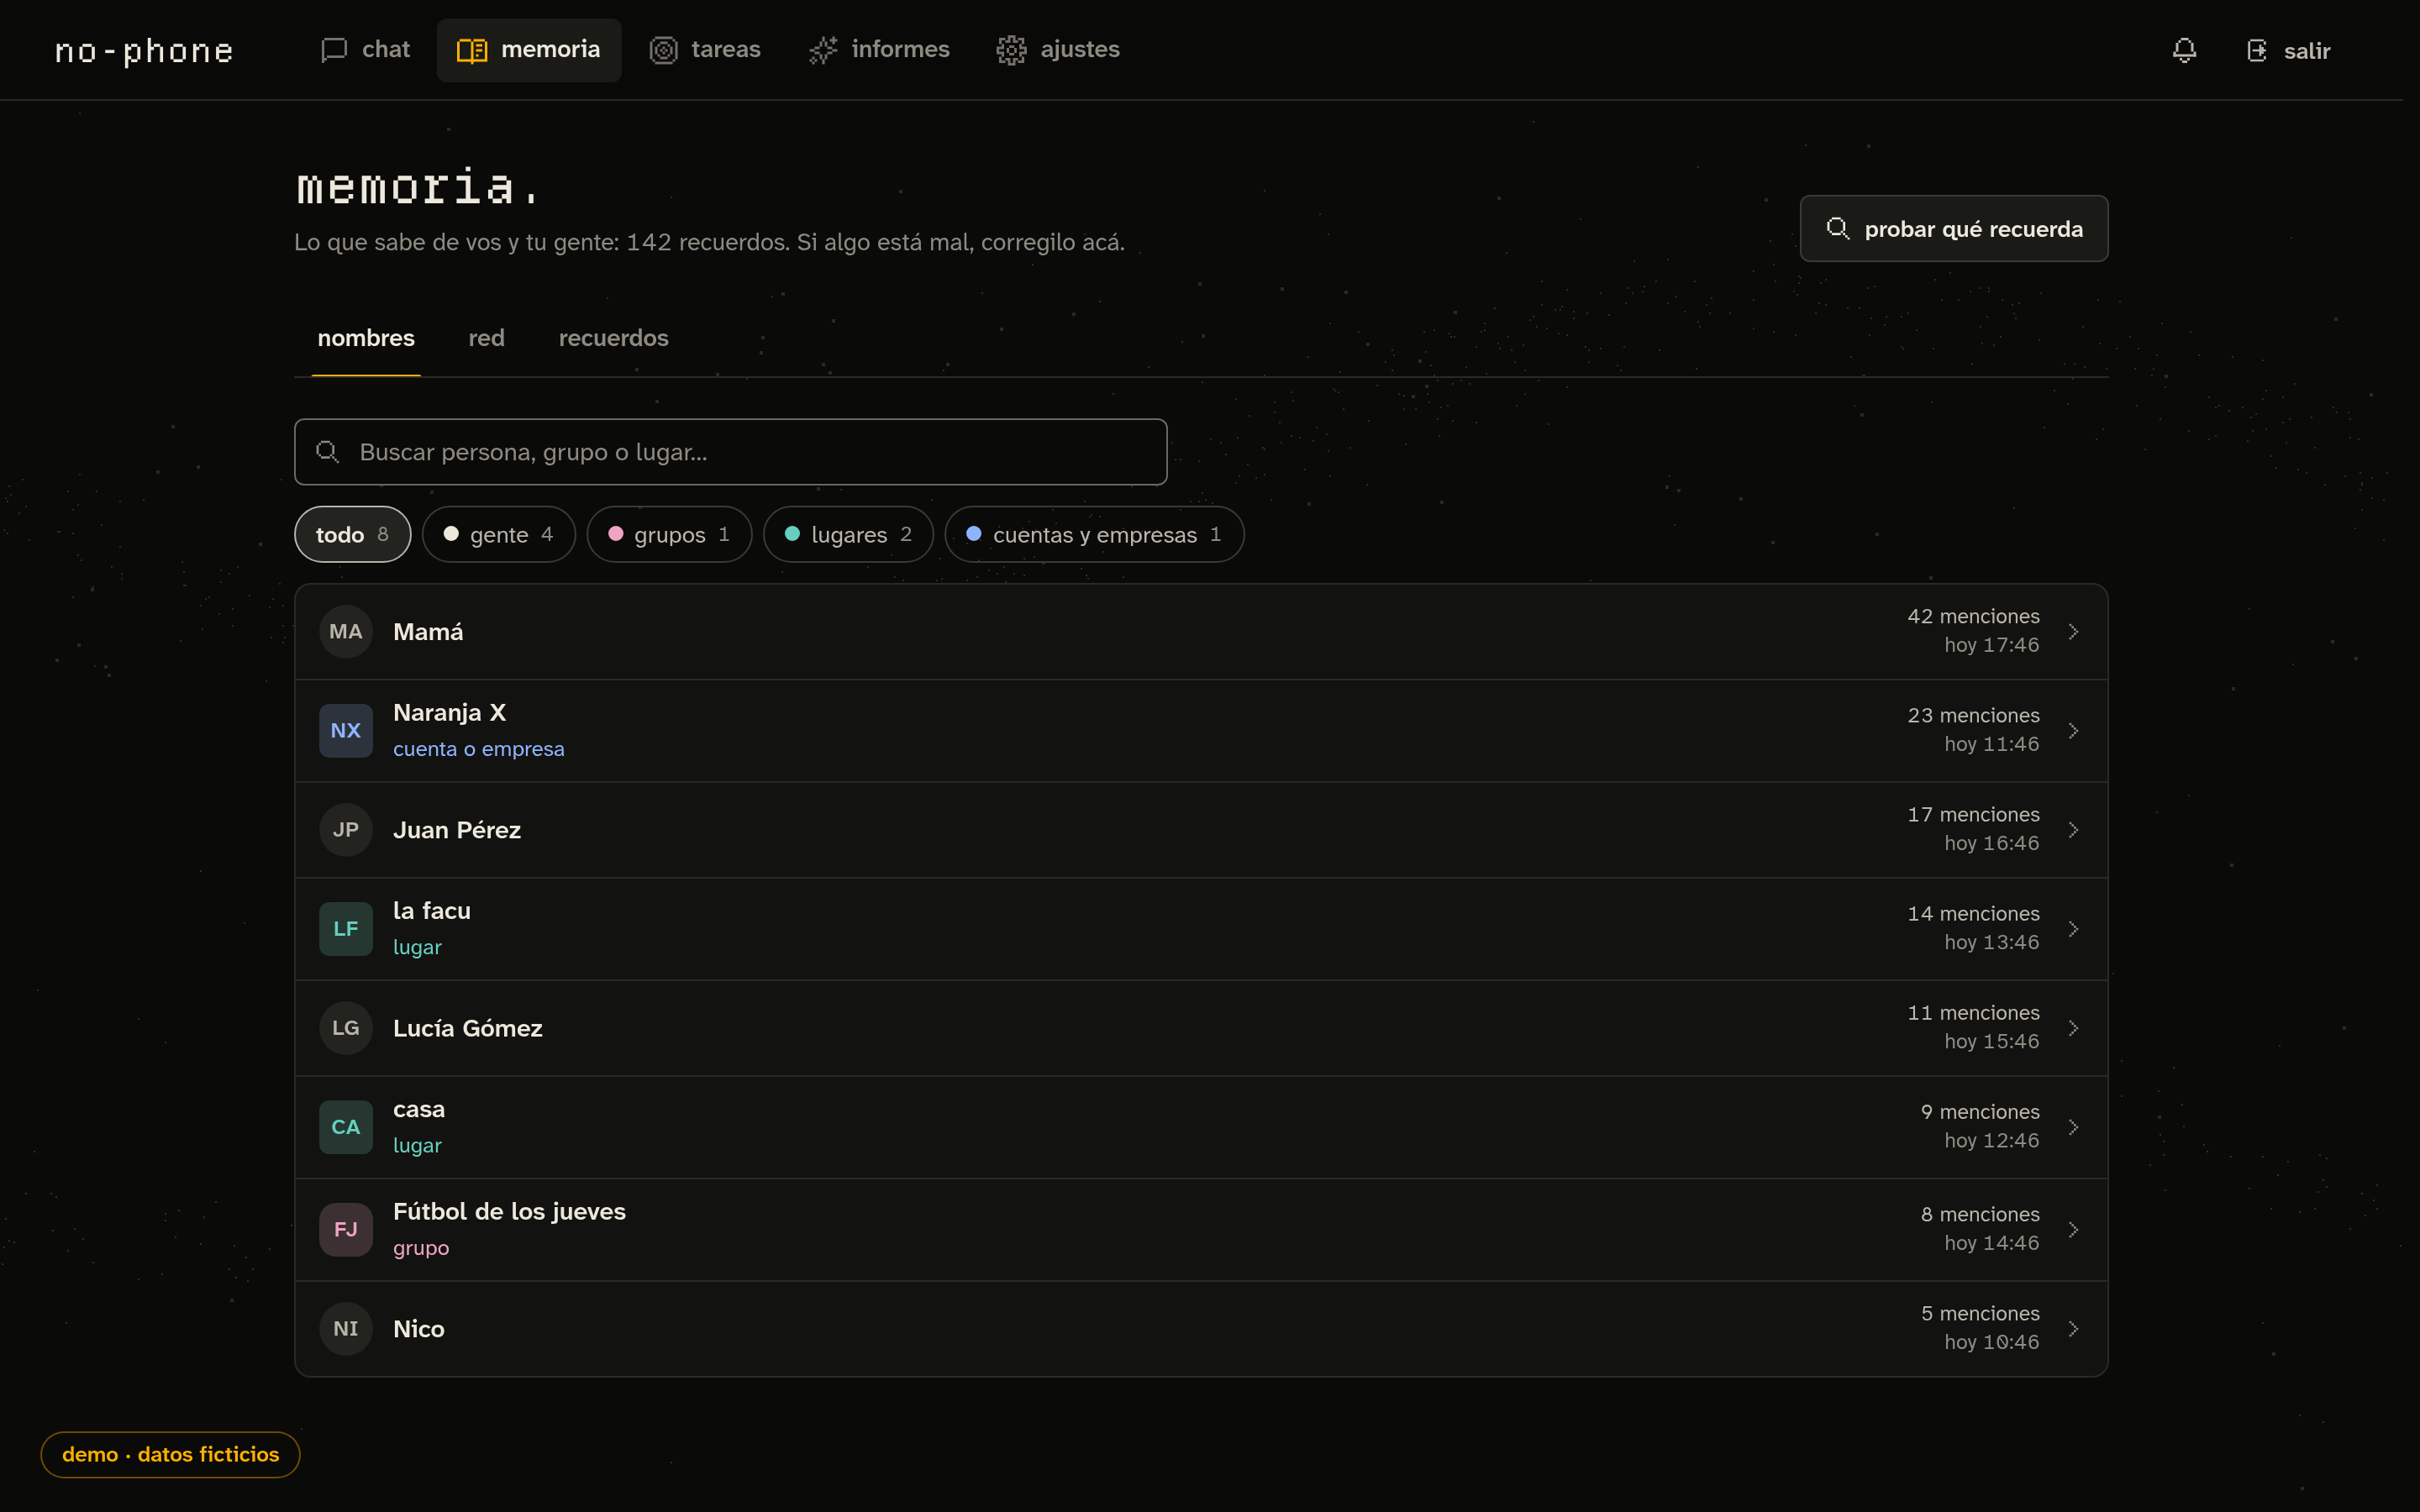 no-phone
chat
memoria
tareas
informes
ajustes
salir
memoria.
Lo que sabe de vos y tu gente: 142 recuerdos. Si algo está mal, corregilo acá.
probar qué recuerda
nombres
red
recuerdos
Buscar persona, grupo o lugar...
todo 8
gente 4
grupos 1
lugares 2
cuentas y empresas 1
MA
Mamá
42 menciones
hoy 17:46
NX
Naranja X
cuenta o empresa
23 menciones
hoy 11:46
JP
Juan Pérez
17 menciones
hoy 16:46
LF
la facu
lugar
14 menciones
hoy 13:46
LG
Lucía Gómez
11 menciones
hoy 15:46
CA
casa
lugar
9 menciones
hoy 12:46
FJ
Fútbol de los jueves
grupo
8 menciones
hoy 14:46
NI
Nico
5 menciones
hoy 10:46
demo · datos ficticios